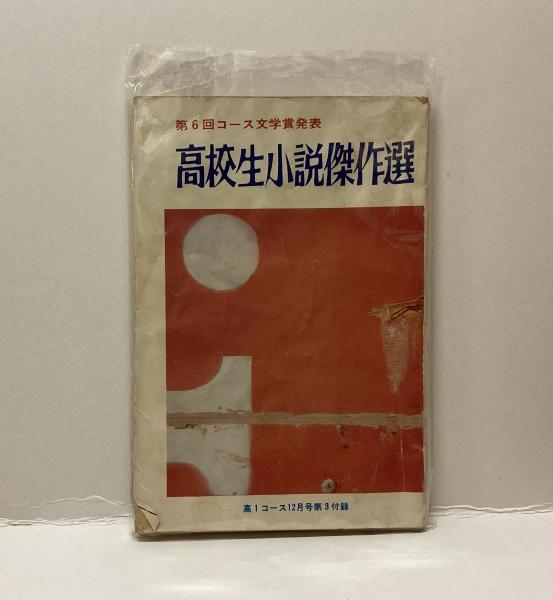 第6回コース文学賞発表
高校生小説傑作選
高1コース12月号第3付録